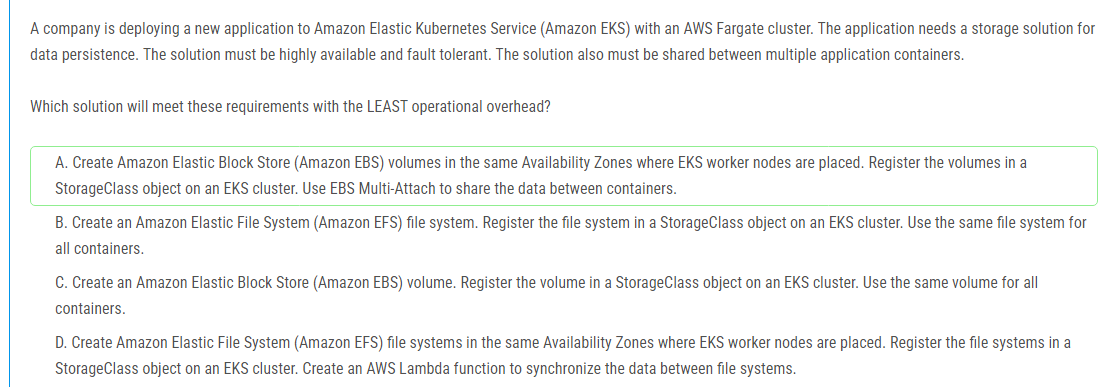 A company is deploying a new application to Amazon Elastic Kubernetes Service (Amazon EKS) with an AWS Fargate cluster. The application needs a storage solution for
data persistence. The solution must be highly available and fault tolerant. The solution also must be shared between multiple application containers.
Which solution will meet these requirements with the LEAST operational overhead?
A. Create Amazon Elastic Block Store (Amazon EBS) volumes in the same Availability Zones where EKS worker nodes are placed. Register the volumes in a
StorageClass object on an EKS cluster. Use EBS Multi-Attach to share the data between containers.
B. Create an Amazon Elastic File System (Amazon EFS) file system. Register the file system in a StorageClass object on an EKS cluster. Use the same file system for
all containers.
C. Create an Amazon Elastic Block Store (Amazon EBS) volume. Register the volume in a StorageClass object on an EKS cluster. Use the same volume for all
containers.
D. Create Amazon Elastic File System (Amazon EFS) file systems in the same Availability Zones where EKS worker nodes are placed. Register the file systems in a
StorageClass object on an EKS cluster. Create an AWS Lambda function to synchronize the data between file systems.